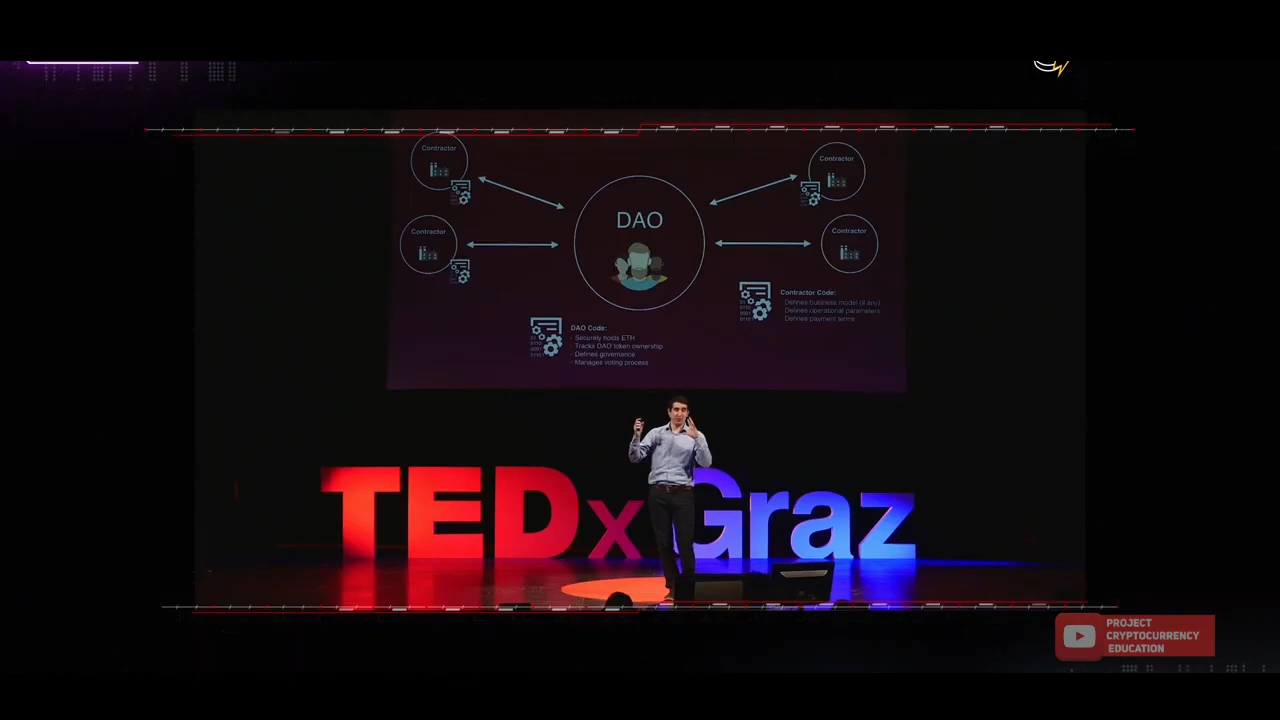 Contractor
Contractor
DAO
Contractor
Contractor
Contractor Code:
Defines business model (if any)
Defines operational parameters
Defines payment terms
DAO Code:
- Securely holds ETH
- Tracks DAO token ownership
- Defines governance
- Manages voting process
TEDxGraz
PROJECT
CRYPTOCURRENCY
EDUCATION